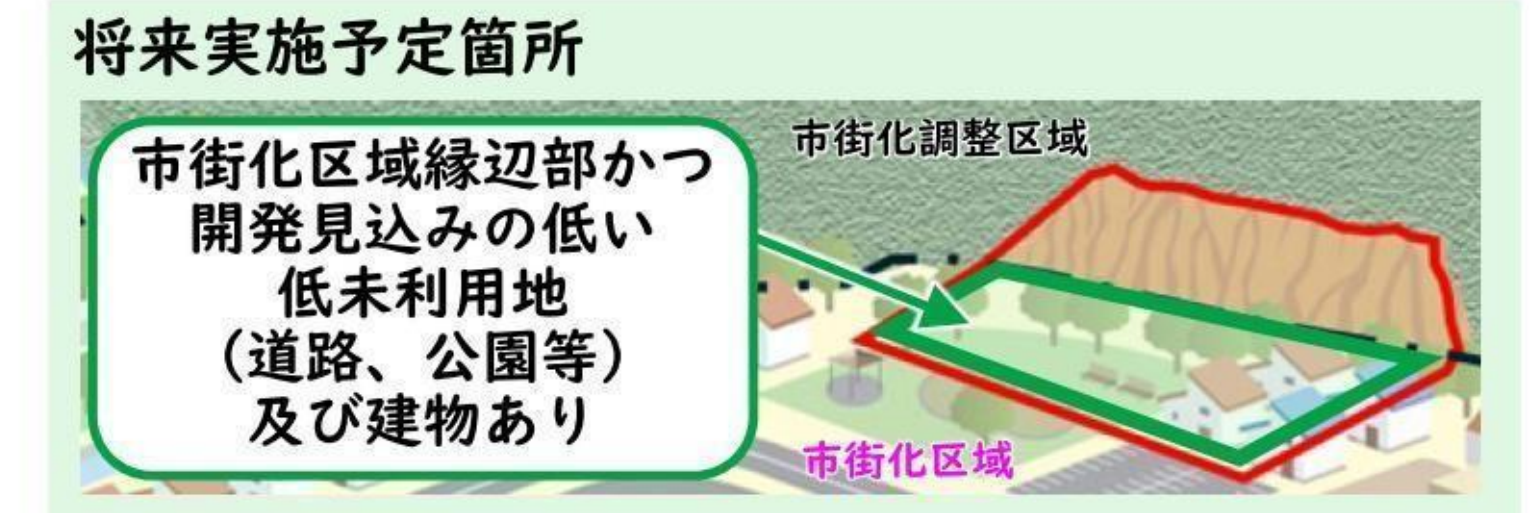 将来実施予定箇所
市街化区域縁辺部かつ
開発見込みの低い
低未利用地
(道路、公園等)
及び建物あり
市街化調整区域
市街化区域